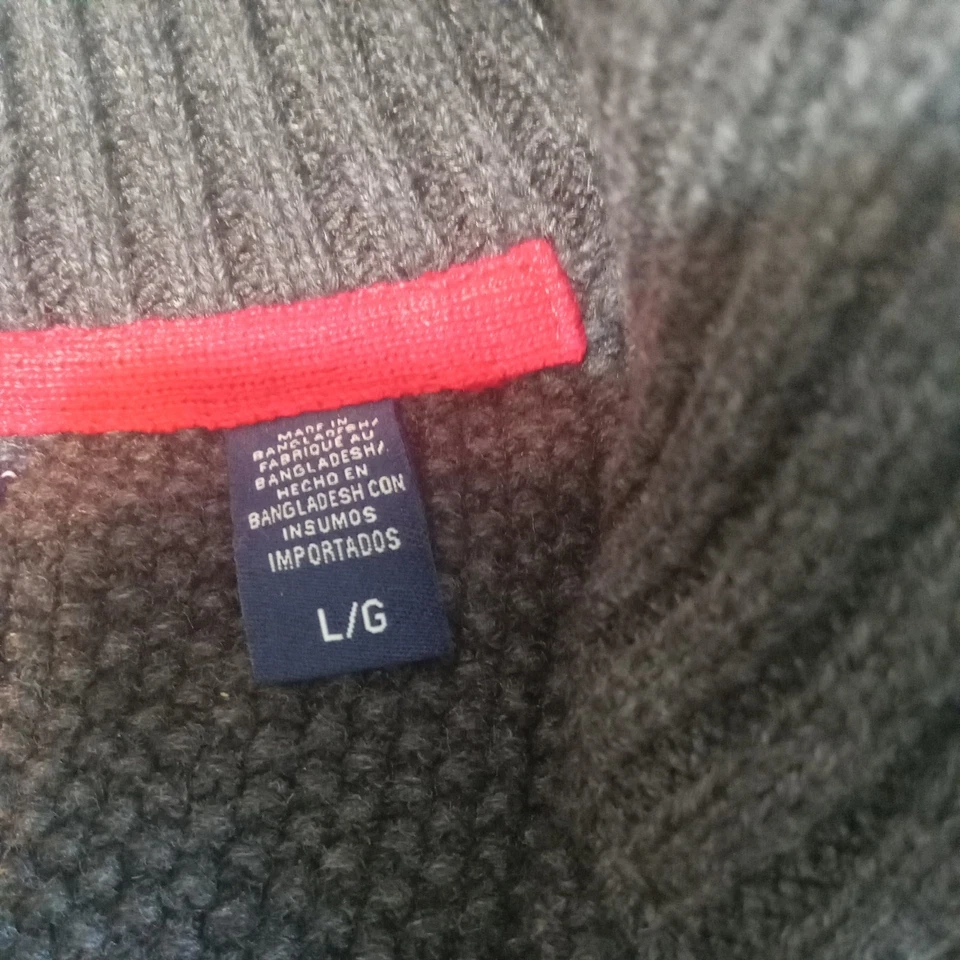 MADE IN
BANGLADESH/
FABRIQUÉ AU
BANGLADESH/
HECHO EN
BANGLADESH CON
INSUMOS
IMPORTADOS
L/G